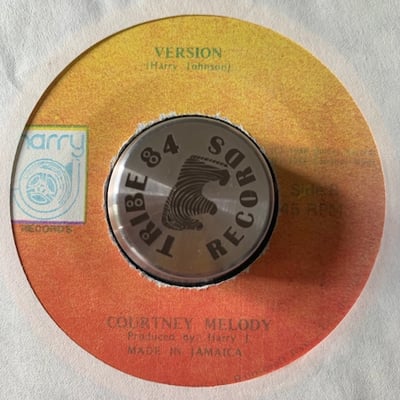 VERSION
(Harry Johnson)
harry J
RECORDS
TRIBE 84 RECORDS
Side
45 RPM
COURTNEY MELODY
Produced by Harry J.
MADE IN JAMAICA